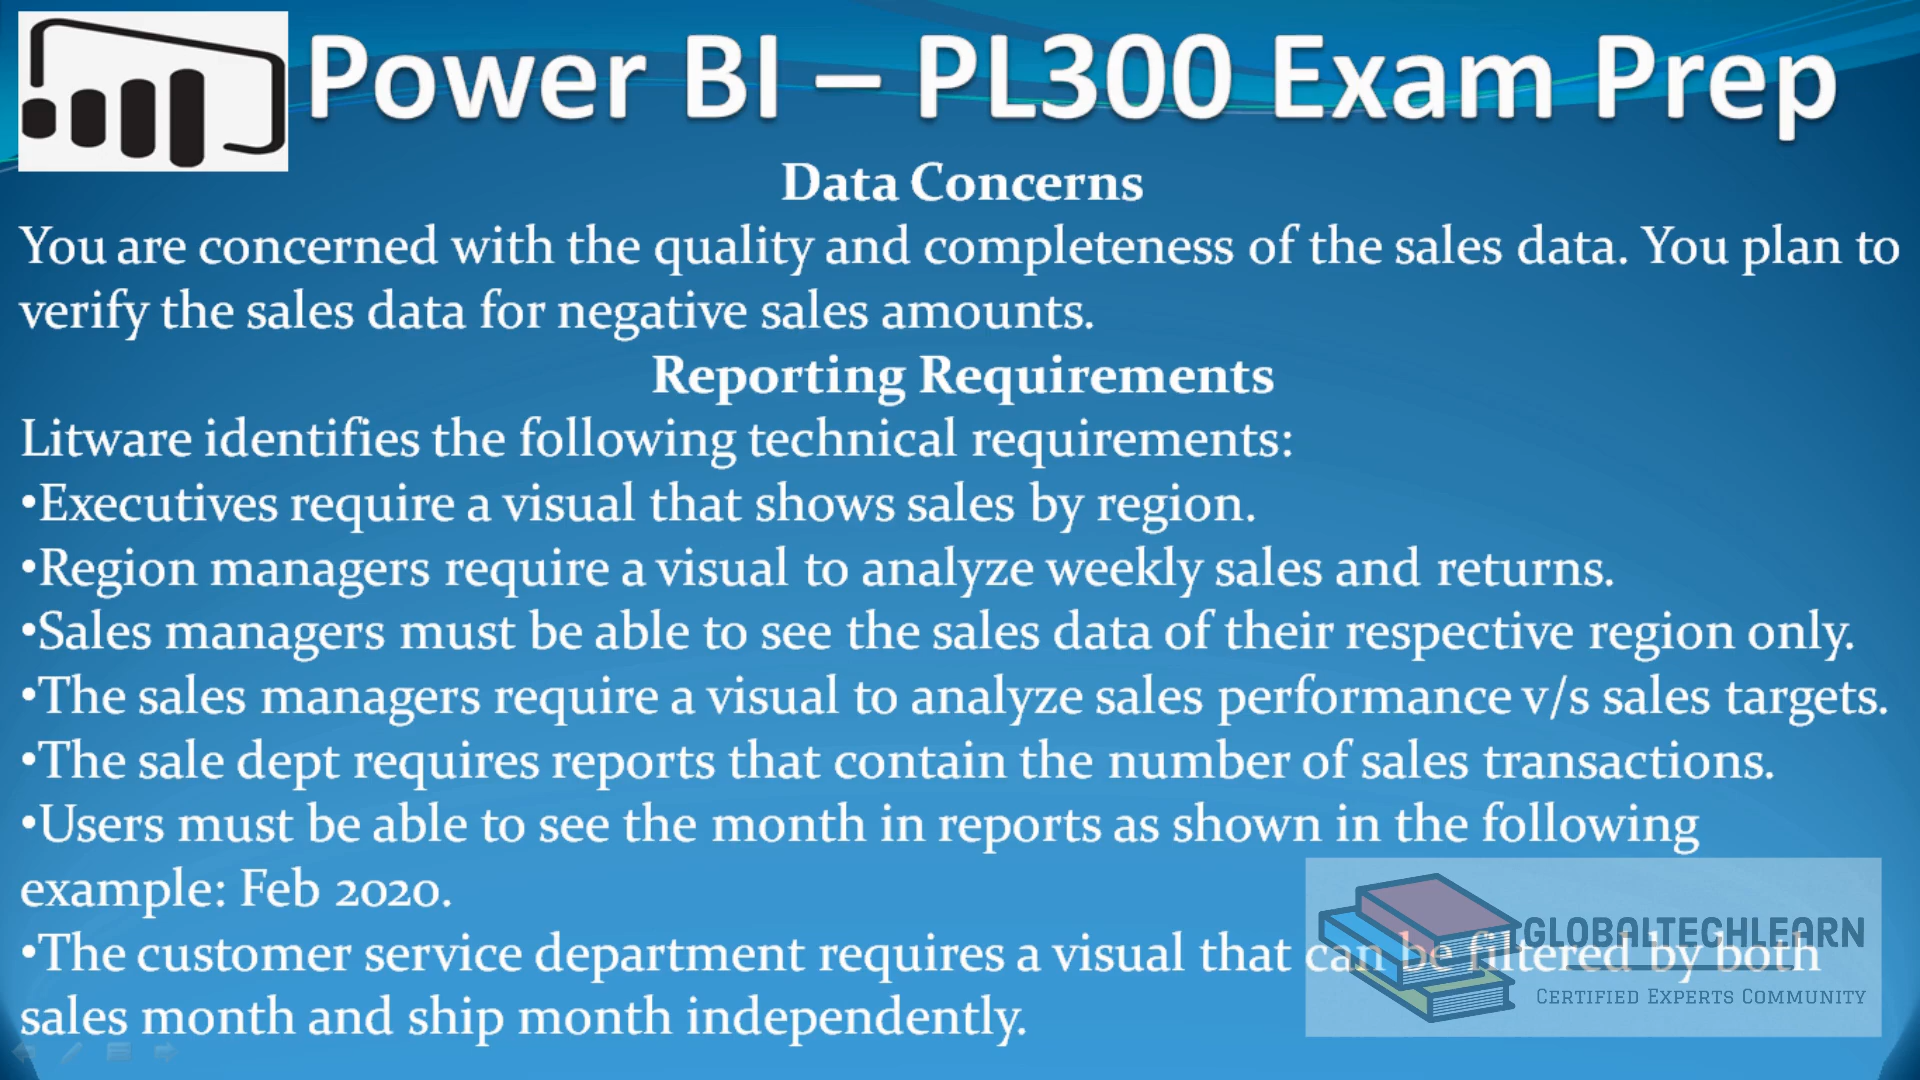 Power BI – PL300 Exam Prep
Data Concerns
You are concerned with the quality and completeness of the sales data. You plan to
verify the sales data for negative sales amounts.
Reporting Requirements
Litware identifies the following technical requirements:
•Executives require a visual that shows sales by region.
•Region managers require a visual to analyze weekly sales and returns.
•Sales managers must be able to see the sales data of their respective region only.
•The sales managers require a visual to analyze sales performance v/s sales targets.
•The sale dept requires reports that contain the number of sales transactions.
•Users must be able to see the month in reports as shown in the following
example: Feb 2020.
•The customer service department requires a visual that can be filtered by both
sales month and ship month independently.
GLOBALTECHLEARN
CERTIFIED EXPERTS COMMUNITY